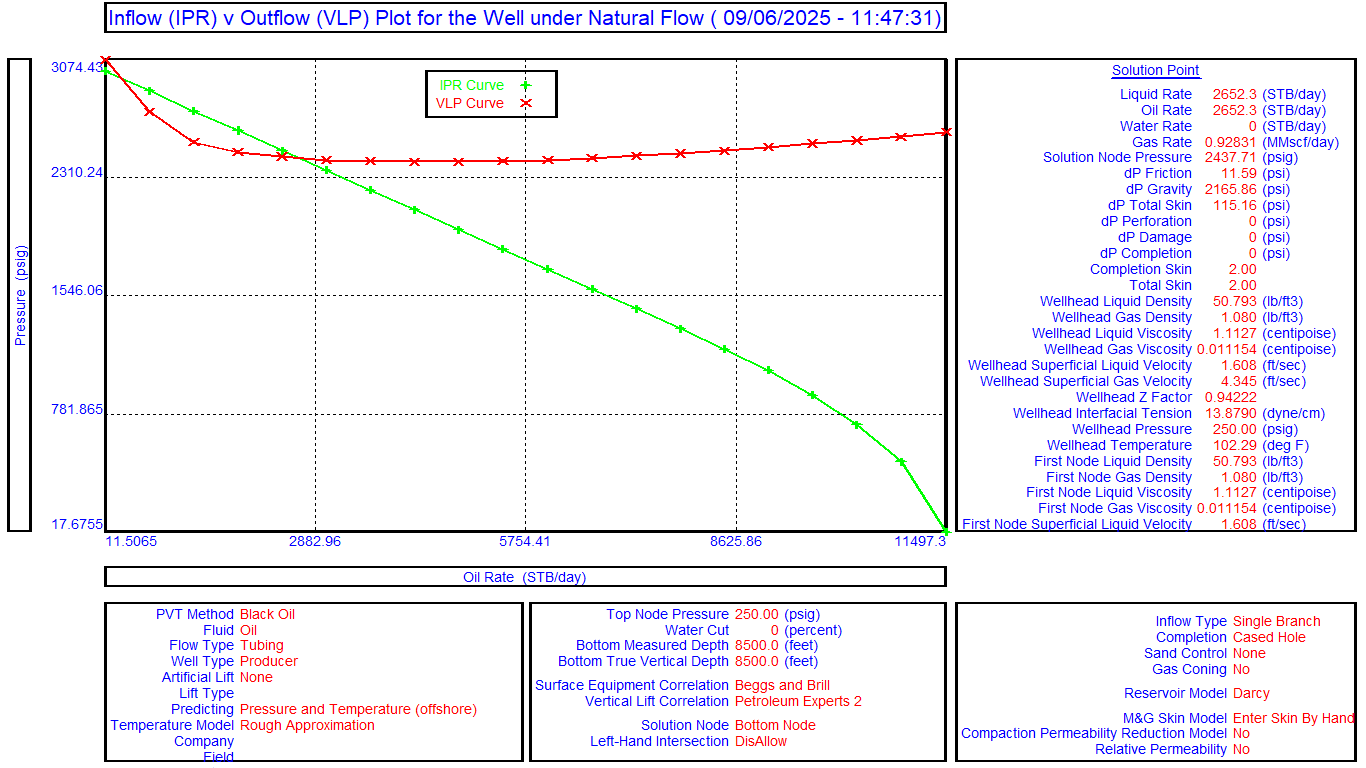 Inflow (IPR) v Outflow (VLP) Plot for the Well under Natural Flow ( 09/06/2025 - 11:47:31)
3074.43
2310.24
1546.06
781.865
17.6755
Pressure (psig)
IPR Curve
VLP Curve
11.5065 2882.96 5754.41 8625.86 11497.3
Oil Rate (STB/day)
Solution Point
Liquid Rate 2652.3 (STB/day)
Oil Rate 2652.3 (STB/day)
Water Rate 0 (STB/day)
Gas Rate 0.92831 (MMscf/day)
Solution Node Pressure 2437.71 (psig)
dP Friction 11.59 (psi)
dP Gravity 2165.86 (psi)
dP Total Skin 115.16 (psi)
dP Perforation 0 (psi)
dP Damage 0 (psi)
dP Completion 0 (psi)
Completion Skin 2.00
Total Skin 2.00
Wellhead Liquid Density 50.793 (lb/ft3)
Wellhead Gas Density 1.080 (lb/ft3)
Wellhead Liquid Viscosity 1.1127 (centipoise)
Wellhead Gas Viscosity 0.011154 (centipoise)
Wellhead Superficial Liquid Velocity 1.608 (ft/sec)
Wellhead Superficial Gas Velocity 4.345 (ft/sec)
Wellhead Z Factor 0.94222
Wellhead Interfacial Tension 13.8790 (dyne/cm)
Wellhead Pressure 250.00 (psig)
Wellhead Temperature 102.29 (deg F)
First Node Liquid Density 50.793 (lb/ft3)
First Node Gas Density 1.080 (lb/ft3)
First Node Liquid Viscosity 1.1127 (centipoise)
First Node Gas Viscosity 0.011154 (centipoise)
First Node Superficial Liquid Velocity 1.608 (ft/sec)
PVT Method Black Oil
Fluid Oil
Flow Type Tubing
Well Type Producer
Artificial Lift None
Lift Type
Predicting Pressure and Temperature (offshore)
Temperature Model Rough Approximation
Company
Field
Top Node Pressure 250.00 (psig)
Water Cut 0 (percent)
Bottom Measured Depth 8500.0 (feet)
Bottom True Vertical Depth 8500.0 (feet)
Surface Equipment Correlation Beggs and Brill
Vertical Lift Correlation Petroleum Experts 2
Solution Node Bottom Node
Left-Hand Intersection DisAllow
Inflow Type Single Branch
Completion Cased Hole
Sand Control None
Gas Coning No
Reservoir Model Darcy
M&G Skin Model Enter Skin By Hand
Compaction Permeability Reduction Model No
Relative Permeability No